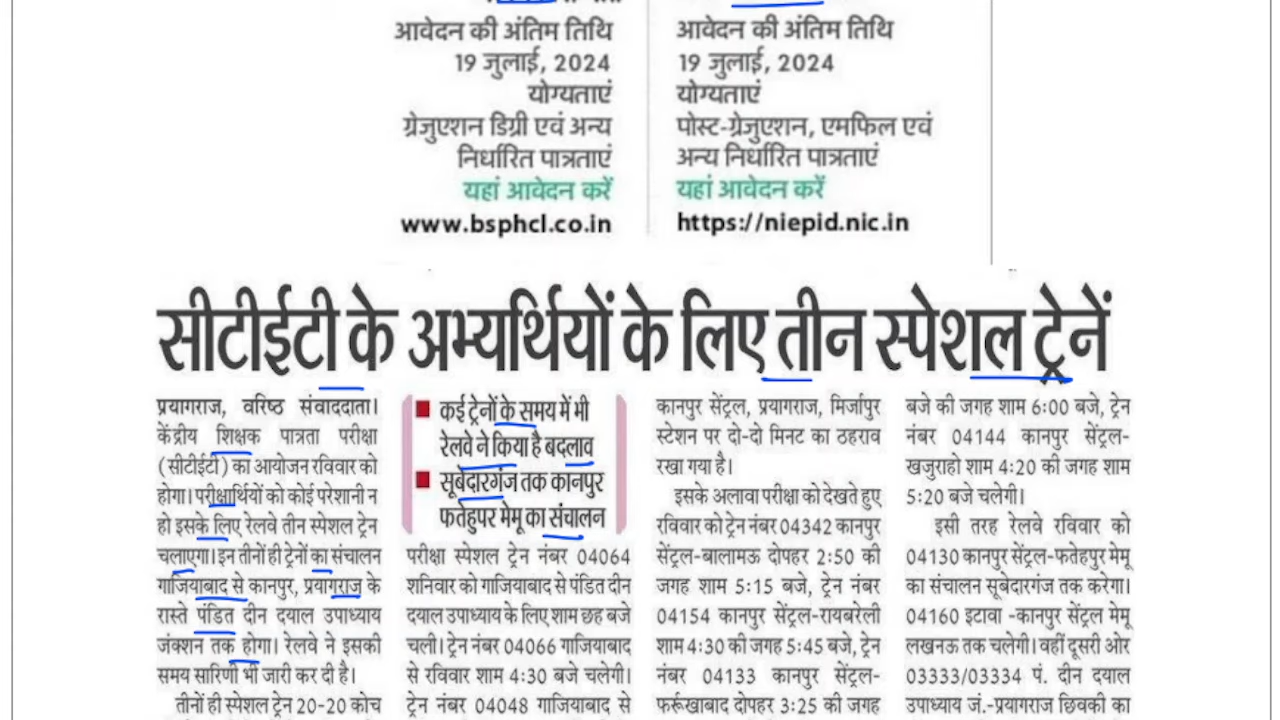 आवेदन की अंतिम तिथि
19 जुलाई, 2024
योग्यताएं
ग्रेजुएशन डिग्री एवं अन्य
निर्धारित पात्रताएं
यहां आवेदन करें
www.bsphcl.co.in
आवेदन की अंतिम तिथि
19 जुलाई, 2024
योग्यताएं
पोस्ट-ग्रेजुएशन, एमफिल एवं
अन्य निर्धारित पात्रताएं
यहां आवेदन करें
https://niepid.nic.in
सीटीईटी के अभ्यर्थियों के लिए तीन स्पेशल ट्रेनें
प्रयागराज, वरिष्ठ संवाददाता।
केंद्रीय शिक्षक पात्रता परीक्षा
(सीटीईटी) का आयोजन रविवार को
होगा। परीक्षार्थियों को कोई परेशानी न
हो इसके लिए रेलवे तीन स्पेशल ट्रेन
चलाएगा। इन तीनों ही ट्रेनों का संचालन
गाजियाबाद से कानपुर, प्रयागराज के
रास्ते पंडित दीन दयाल उपाध्याय
जंक्शन तक होगा। रेलवे ने इसकी
समय सारिणी भी जारी कर दी है।
तीनों ही स्पेशल ट्रेन 20-20 कोच
कई ट्रेनों के समय में भी
रेलवे ने किया है बदलाव
सूबेदारगंज तक कानपुर
फतेहुपर मेमू का संचालन
परीक्षा स्पेशल ट्रेन नंबर 04064
शनिवार को गाजियाबाद से पंडित दीन
दयाल उपाध्याय के लिए शाम छह बजे
चली। ट्रेन नंबर 04066 गाजियाबाद
से रविवार शाम 4:30 बजे चलेगी।
ट्रेन नंबर 04048 गाजियाबाद से
कानपुर सेंट्रल, प्रयागराज, मिर्जापुर
स्टेशन पर दो-दो मिनट का ठहराव
रखा गया है।
इसके अलावा परीक्षा को देखते हुए
रविवार को ट्रेन नंबर 04342 कानपुर
सेंट्रल-बालामऊ दोपहर 2:50 की
जगह शाम 5:15 बजे, ट्रेन नंबर
04154 कानपुर सेंट्रल-रायबरेली
शाम 4:30 की जगह 5:45 बजे, ट्रेन
नंबर 04133 कानपुर सेंट्रल-
फर्रूखाबाद दोपहर 3:25 की जगह
बजे की जगह शाम 6:00 बजे, ट्रेन
नंबर 04144 कानपुर सेंट्रल-
खजुराहो शाम 4:20 की जगह शाम
5:20 बजे चलेगी।
इसी तरह रेलवे रविवार को
04130 कानपुर सेंट्रल-फतेहपुर मेमू
का संचालन सूबेदारगंज तक करेगा।
04160 इटावा -कानपुर सेंट्रल मेमू
लखनऊ तक चलेगी। वहीं दूसरी ओर
03333/03334 पं. दीन दयाल
उपाध्याय जं.-प्रयागराज छिवकी का